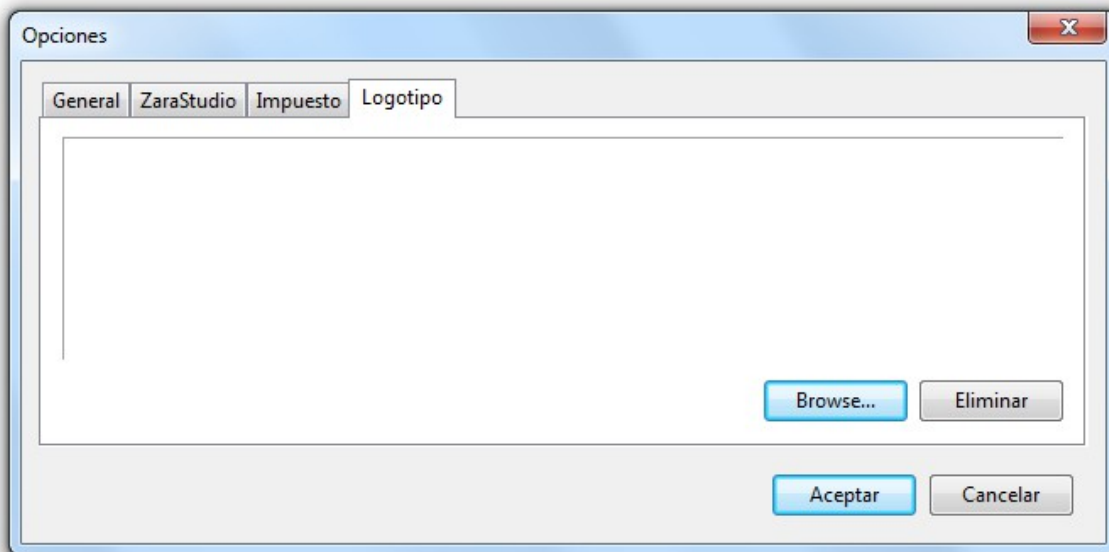 Opciones
X
General ZaraStudio Impuesto Logotipo
Browse... Eliminar
Aceptar Cancelar